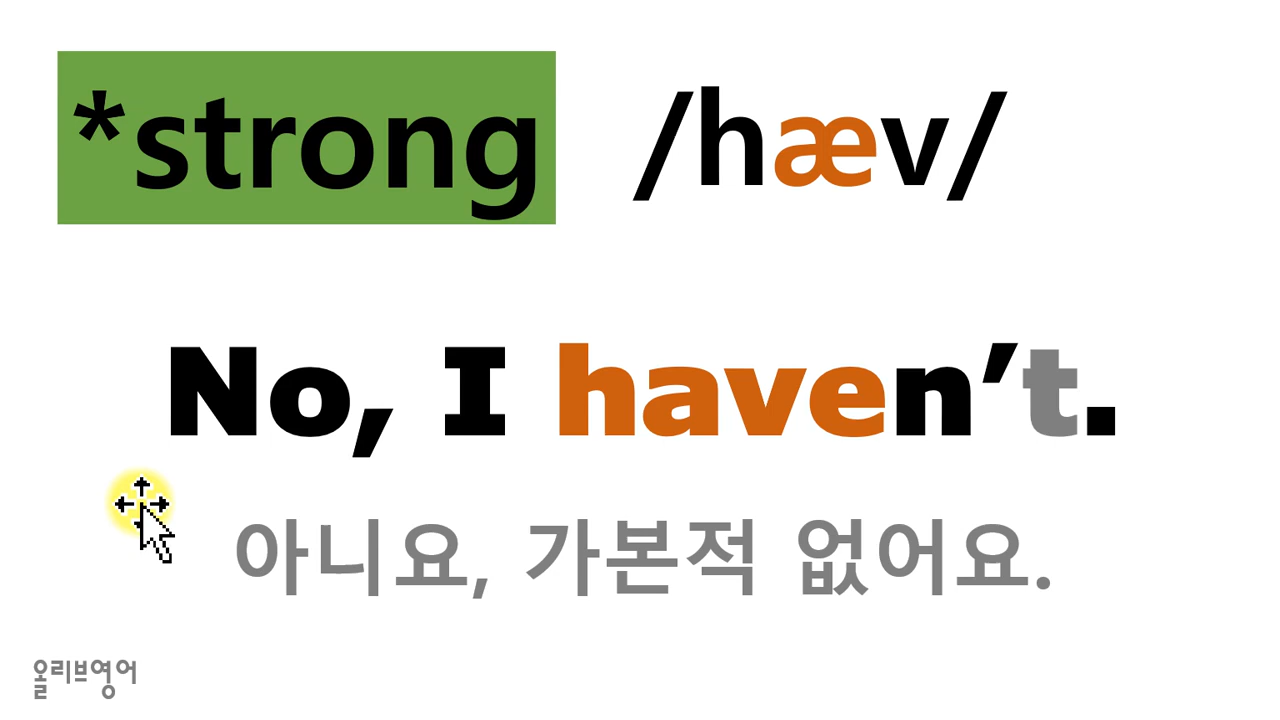 *strong /hæv/
No, I haven't.
아니요, 가본적 없어요.
올리브영어